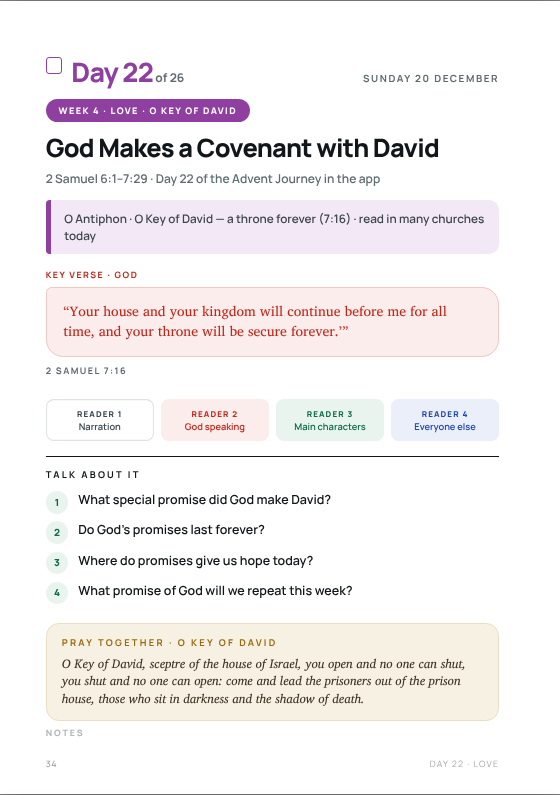 Day 22 of 26
SUNDAY 20 DECEMBER
WEEK 4 · LOVE · O KEY OF DAVID
God Makes a Covenant with David
2 Samuel 6:1–7:29 · Day 22 of the Advent Journey in the app
O Antiphon · O Key of David — a throne forever (7:16) · read in many churches
today
KEY VERSE · GOD
“Your house and your kingdom will continue before me for all
time, and your throne will be secure forever.’”
2 SAMUEL 7:16
READER 1
Narration
READER 2
God speaking
READER 3
Main characters
READER 4
Everyone else
TALK ABOUT IT
1 What special promise did God make David?
2 Do God’s promises last forever?
3 Where do promises give us hope today?
4 What promise of God will we repeat this week?
PRAY TOGETHER · O KEY OF DAVID
O Key of David, sceptre of the house of Israel, you open and no one can shut,
you shut and no one can open: come and lead the prisoners out of the prison
house, those who sit in darkness and the shadow of death.
NOTES
34
DAY 22 · LOVE